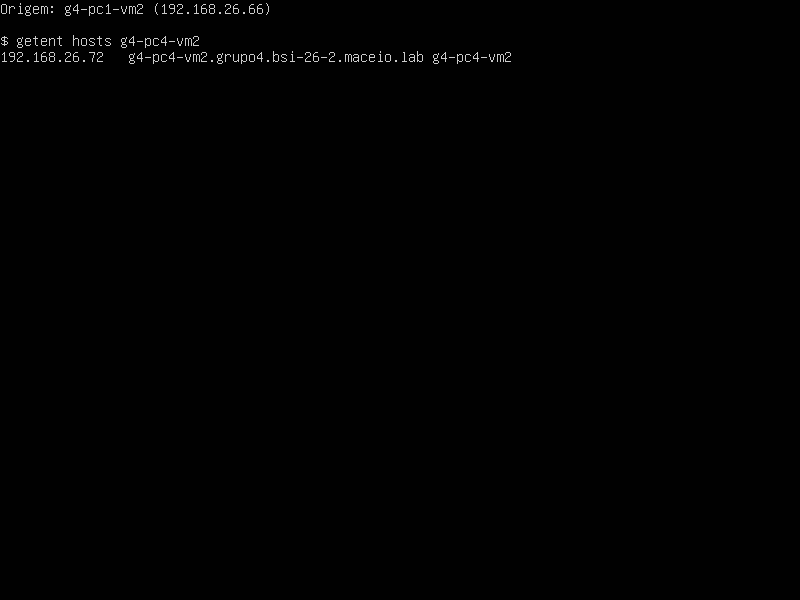 Origem: g4-pc1-vm2 (192.168.26.66)
$ getent hosts g4-pc4-vm2
192.168.26.72   g4-pc4-vm2.grupo4.bsi-26-2.maceio.lab g4-pc4-vm2